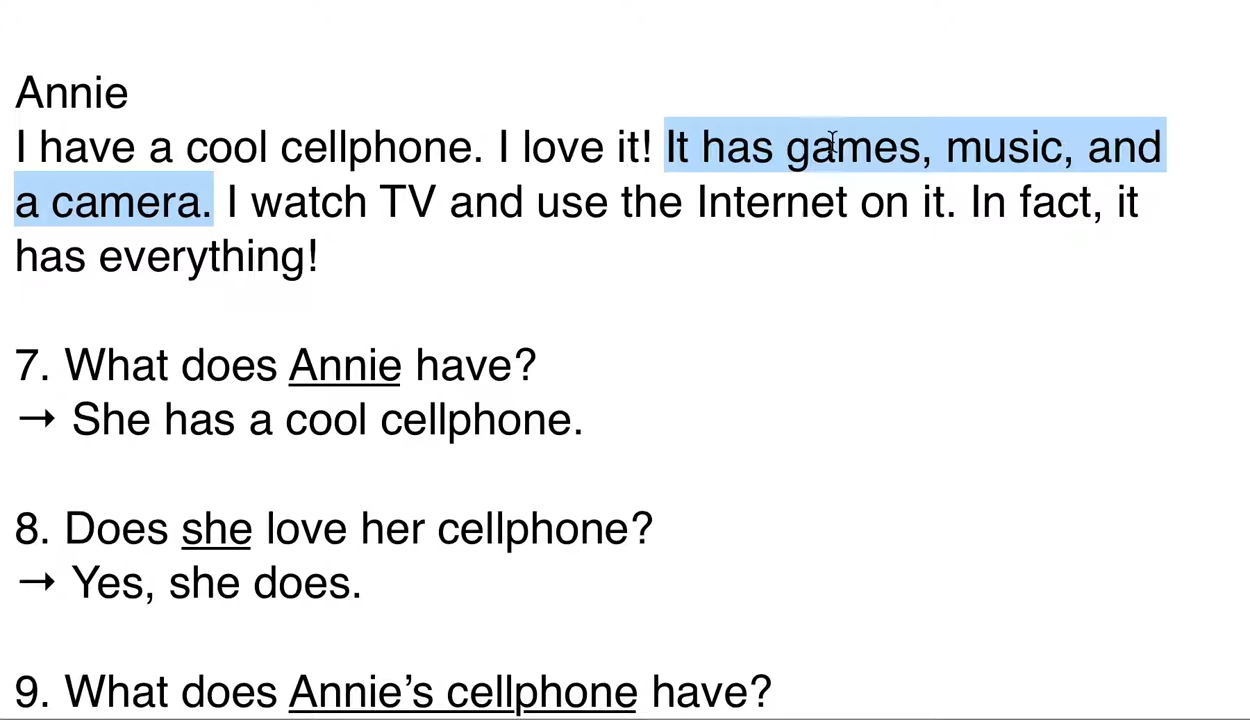 Annie
I have a cool cellphone. I love it! It has games, music, and
a camera. I watch TV and use the Internet on it. In fact, it
has everything!
7. What does Annie have?
→ She has a cool cellphone.
8. Does she love her cellphone?
→ Yes, she does.
9. What does Annie’s cellphone have?